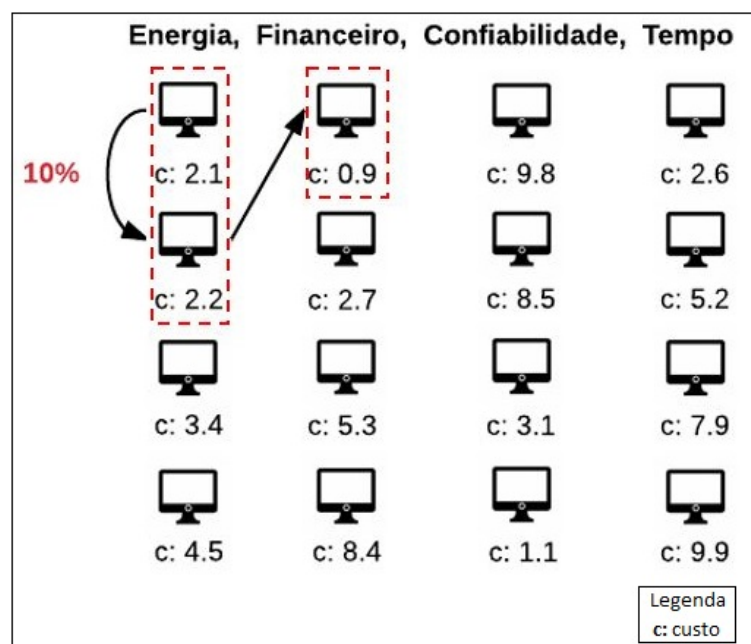 Energia, Financeiro, Confiabilidade, Tempo
10%
c: 2.1 c: 0.9 c: 9.8 c: 2.6
c: 2.2 c: 2.7 c: 8.5 c: 5.2
c: 3.4 c: 5.3 c: 3.1 c: 7.9
c: 4.5 c: 8.4 c: 1.1 c: 9.9
Legenda
c: custo